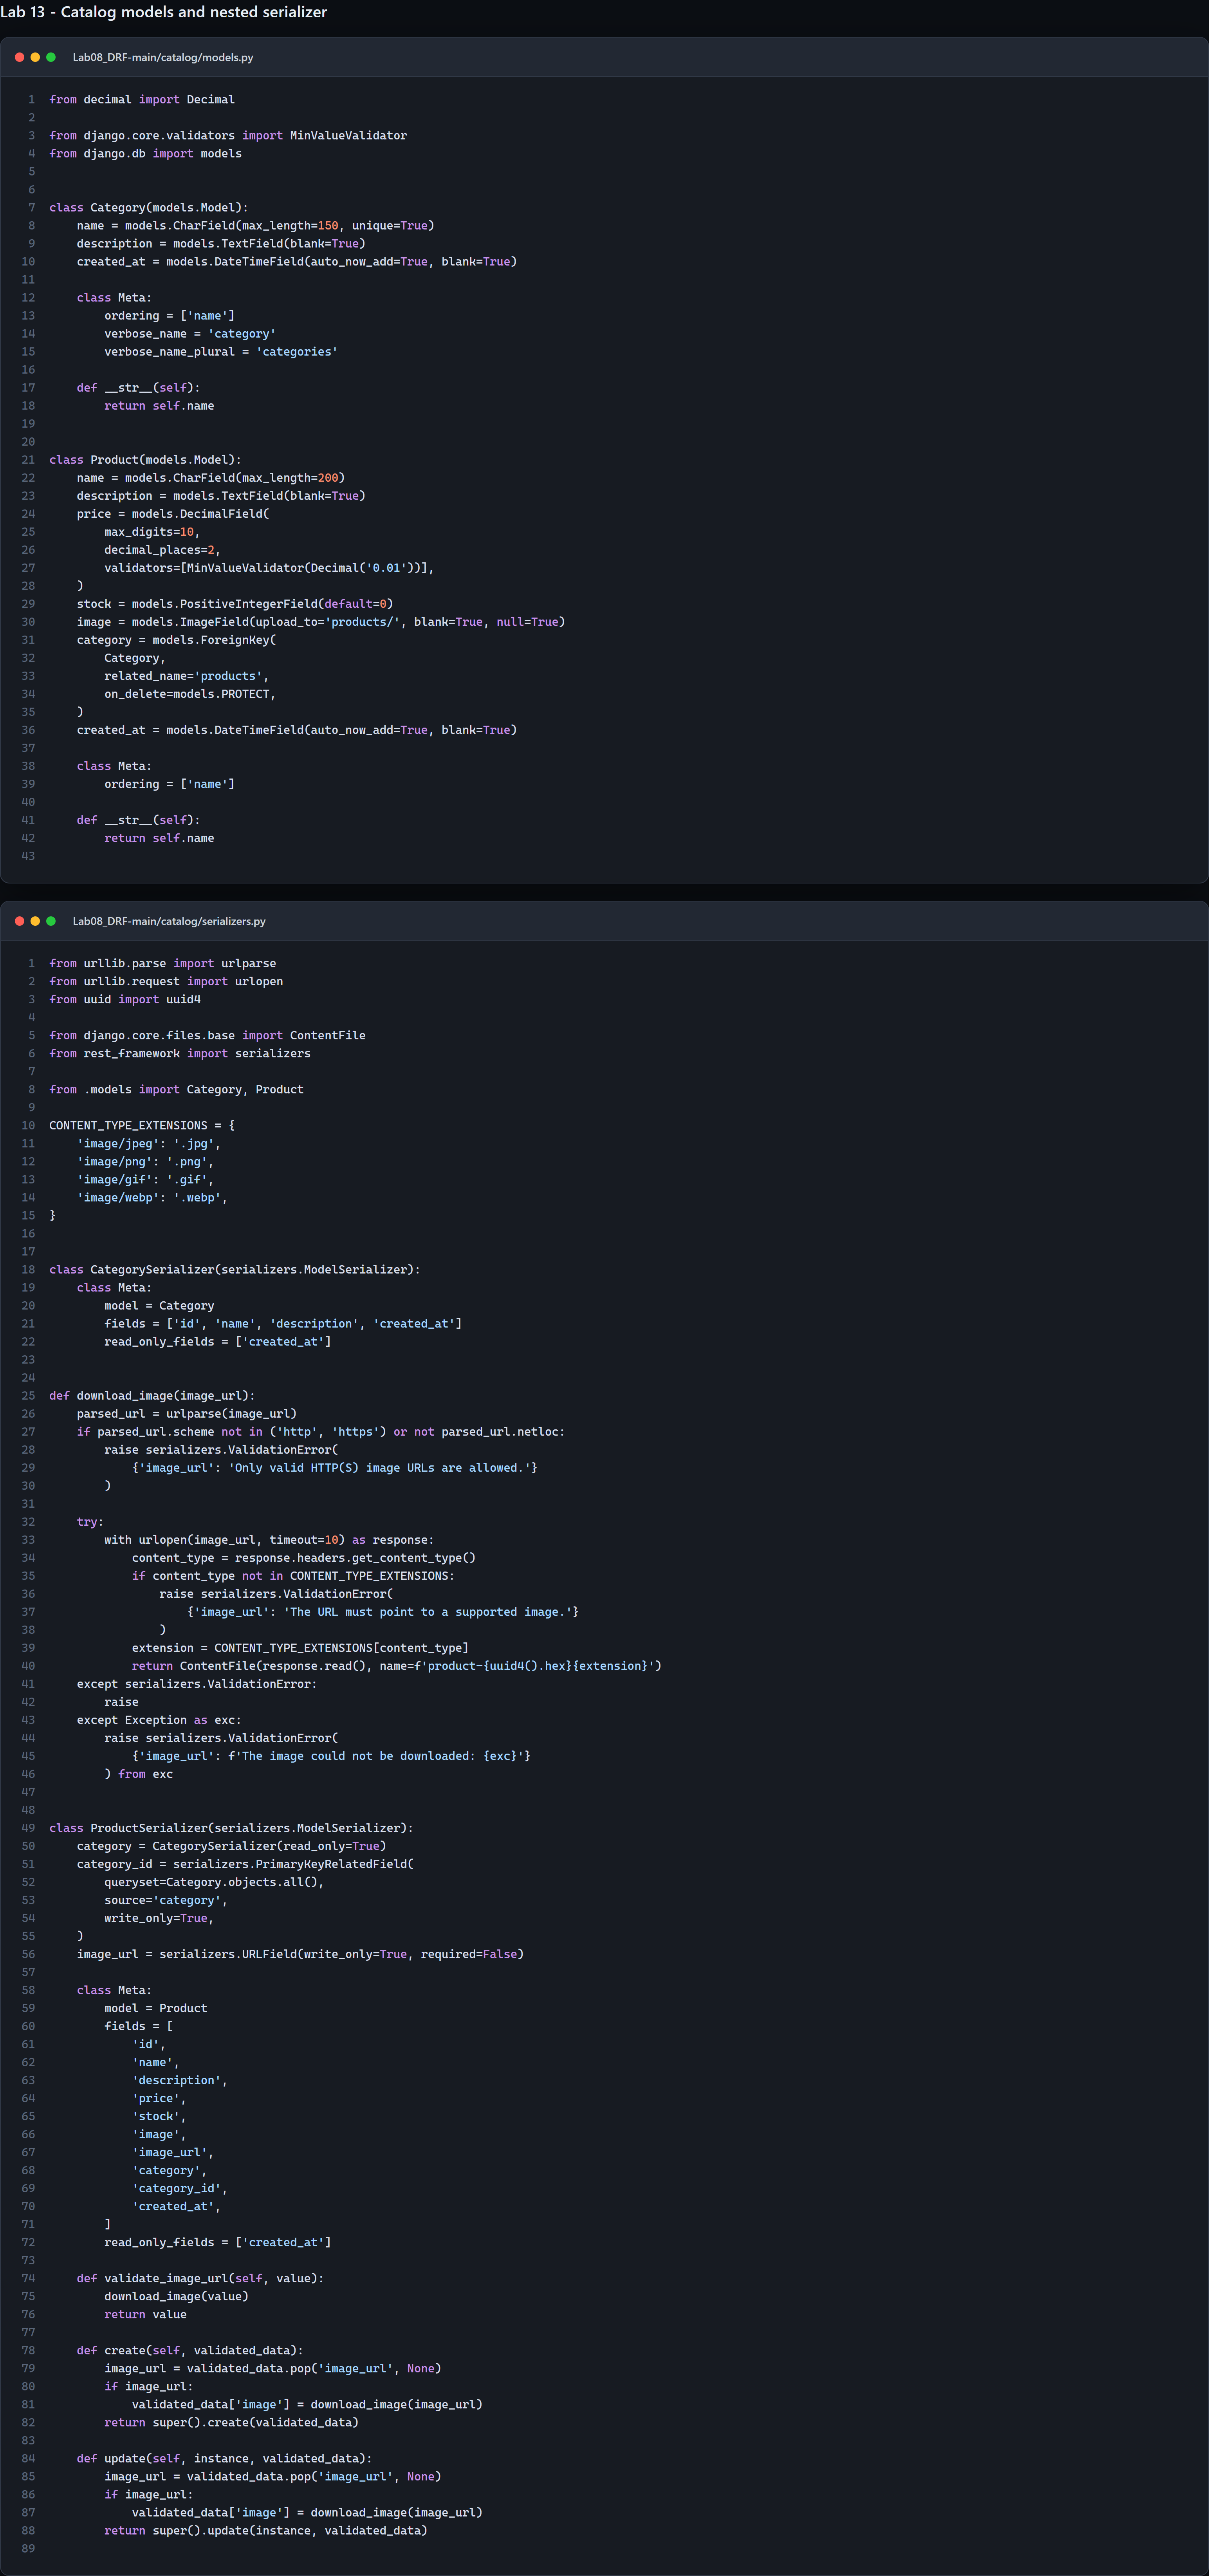 Lab 13 - Catalog models and nested serializer
Lab08_DRF-main/catalog/models.py
1 from decimal import Decimal
2
3 from django.core.validators import MinValueValidator
4 from django.db import models
5
6
7 class Category(models.Model):
8     name = models.CharField(max_length=150, unique=True)
9     description = models.TextField(blank=True)
10     created_at = models.DateTimeField(auto_now_add=True, blank=True)
11
12     class Meta:
13         ordering = ['name']
14         verbose_name = 'category'
15         verbose_name_plural = 'categories'
16
17     def __str__(self):
18         return self.name
19
20
21 class Product(models.Model):
22     name = models.CharField(max_length=200)
23     description = models.TextField(blank=True)
24     price = models.DecimalField(
25         max_digits=10,
26         decimal_places=2,
27         validators=[MinValueValidator(Decimal('0.01'))],
28     )
29     stock = models.PositiveIntegerField(default=0)
30     image = models.ImageField(upload_to='products/', blank=True, null=True)
31     category = models.ForeignKey(
32         Category,
33         related_name='products',
34         on_delete=models.PROTECT,
35     )
36     created_at = models.DateTimeField(auto_now_add=True, blank=True)
37
38     class Meta:
39         ordering = ['name']
40
41     def __str__(self):
42         return self.name
43
Lab08_DRF-main/catalog/serializers.py
1 from urllib.parse import urlparse
2 from urllib.request import urlopen
3 from uuid import uuid4
4
5 from django.core.files.base import ContentFile
6 from rest_framework import serializers
7
8 from .models import Category, Product
9
10 CONTENT_TYPE_EXTENSIONS = {
11     'image/jpeg': '.jpg',
12     'image/png': '.png',
13     'image/gif': '.gif',
14     'image/webp': '.webp',
15 }
16
17
18 class CategorySerializer(serializers.ModelSerializer):
19     class Meta:
20         model = Category
21         fields = ['id', 'name', 'description', 'created_at']
22         read_only_fields = ['created_at']
23
24
25 def download_image(image_url):
26     parsed_url = urlparse(image_url)
27     if parsed_url.scheme not in ('http', 'https') or not parsed_url.netloc:
28         raise serializers.ValidationError(
29             {'image_url': 'Only valid HTTP(S) image URLs are allowed.'}
30         )
31
32     try:
33         with urlopen(image_url, timeout=10) as response:
34             content_type = response.headers.get_content_type()
35             if content_type not in CONTENT_TYPE_EXTENSIONS:
36                 raise serializers.ValidationError(
37                     {'image_url': 'The URL must point to a supported image.'}
38                 )
39             extension = CONTENT_TYPE_EXTENSIONS[content_type]
40             return ContentFile(response.read(), name=f'product-{uuid4().hex}{extension}')
41     except serializers.ValidationError:
42         raise
43     except Exception as exc:
44         raise serializers.ValidationError(
45             {'image_url': f'The image could not be downloaded: {exc}'}
46         ) from exc
47
48
49 class ProductSerializer(serializers.ModelSerializer):
50     category = CategorySerializer(read_only=True)
51     category_id = serializers.PrimaryKeyRelatedField(
52         queryset=Category.objects.all(),
53         source='category',
54         write_only=True,
55     )
56     image_url = serializers.URLField(write_only=True, required=False)
57
58     class Meta:
59         model = Product
60         fields = [
61             'id',
62             'name',
63             'description',
64             'price',
65             'stock',
66             'image',
67             'image_url',
68             'category',
69             'category_id',
70             'created_at',
71         ]
72         read_only_fields = ['created_at']
73
74     def validate_image_url(self, value):
75         download_image(value)
76         return value
77
78     def create(self, validated_data):
79         image_url = validated_data.pop('image_url', None)
80         if image_url:
81             validated_data['image'] = download_image(image_url)
82         return super().create(validated_data)
83
84     def update(self, instance, validated_data):
85         image_url = validated_data.pop('image_url', None)
86         if image_url:
87             validated_data['image'] = download_image(image_url)
88         return super().update(instance, validated_data)
89